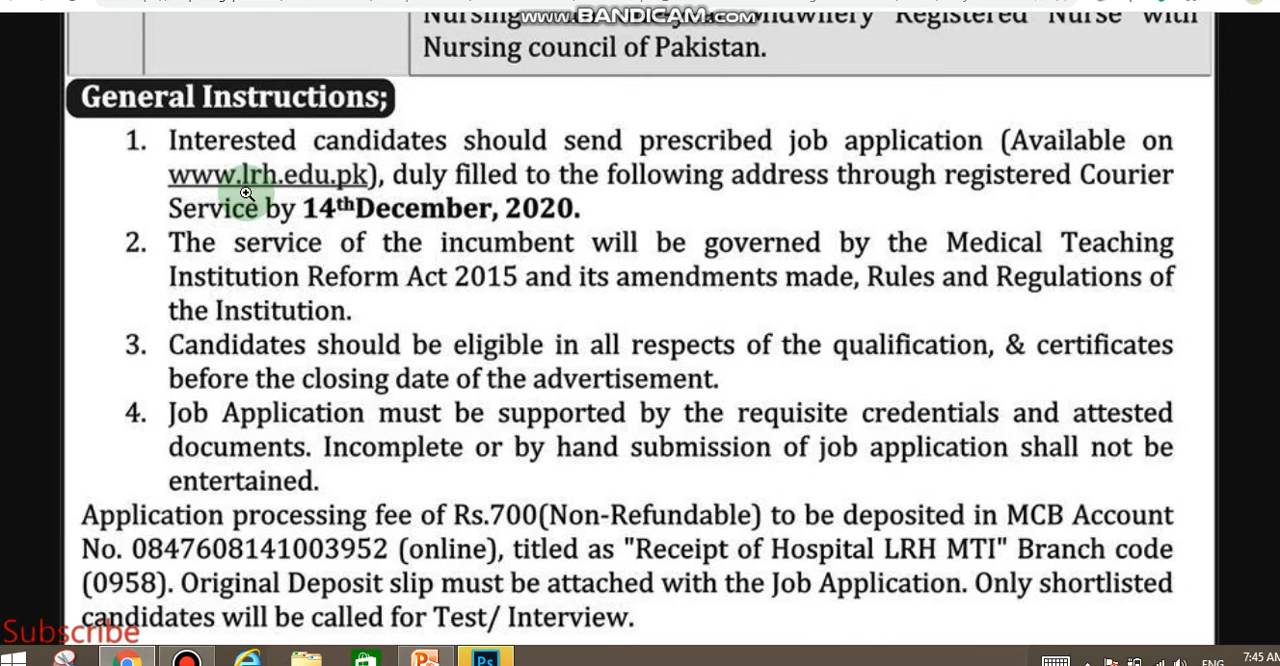 www.BANDICAM.com
Nursing Midwifery Registered Nurse with
Nursing council of Pakistan.
General Instructions;
1. Interested candidates should send prescribed job application (Available on
www.lrh.edu.pk), duly filled to the following address through registered Courier
Service by 14thDecember, 2020.
2. The service of the incumbent will be governed by the Medical Teaching
Institution Reform Act 2015 and its amendments made, Rules and Regulations of
the Institution.
3. Candidates should be eligible in all respects of the qualification, & certificates
before the closing date of the advertisement.
4. Job Application must be supported by the requisite credentials and attested
documents. Incomplete or by hand submission of job application shall not be
entertained.
Application processing fee of Rs.700(Non-Refundable) to be deposited in MCB Account
No. 0847608141003952 (online), titled as "Receipt of Hospital LRH MTI" Branch code
(0958). Original Deposit slip must be attached with the Job Application. Only shortlisted
candidates will be called for Test/ Interview.
Subscribe
Ps
ENG
7:45 AM